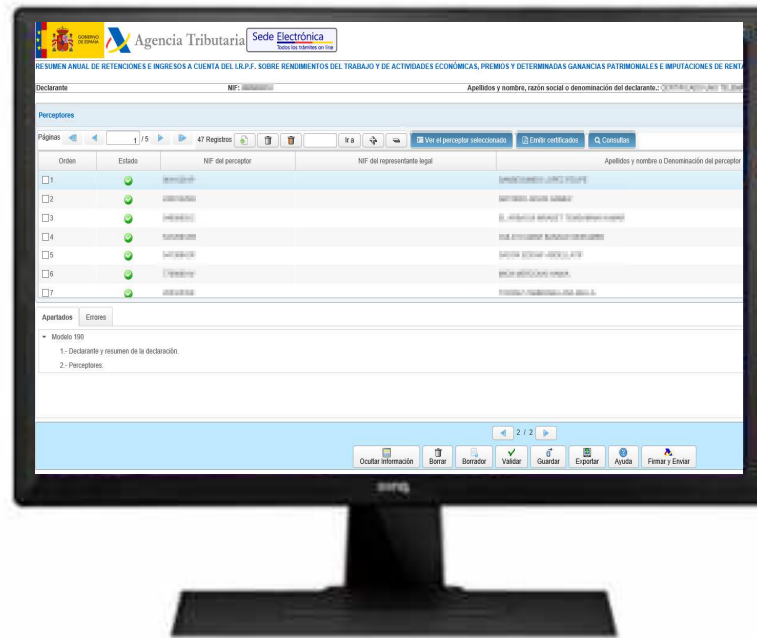 GOBIERNO DE ESPAÑA
Agencia Tributaria
Sede Electrónica
Todos los trámites on line
RESUMEN ANUAL DE RETENCIONES E INGRESOS A CUENTA DEL I.R.P.F. SOBRE RENDIMIENTOS DEL TRABAJO Y DE ACTIVIDADES ECONÓMICAS, PREMIOS Y DETERMINADAS GANANCIAS PATRIMONIALES E IMPUTACIONES DE RENTA
Declarante NIF: Apellidos y nombre, razón social o denominación del declarante.:
Perceptores
Páginas 1 / 5 47 Registros Ir a Ver el perceptor seleccionado Emitir certificados Consultas
Orden Estado NIF del perceptor NIF del representante legal Apellidos y nombre o Denominación del perceptor
1
2
3
4
5
6
7
Apartados Errores
Modelo 190
1.- Declarante y resumen de la declaración.
2.- Perceptores.
2 / 2
Ocultar Información Borrar Borrador Validar Guardar Exportar Ayuda Firmar y Enviar
BENQ